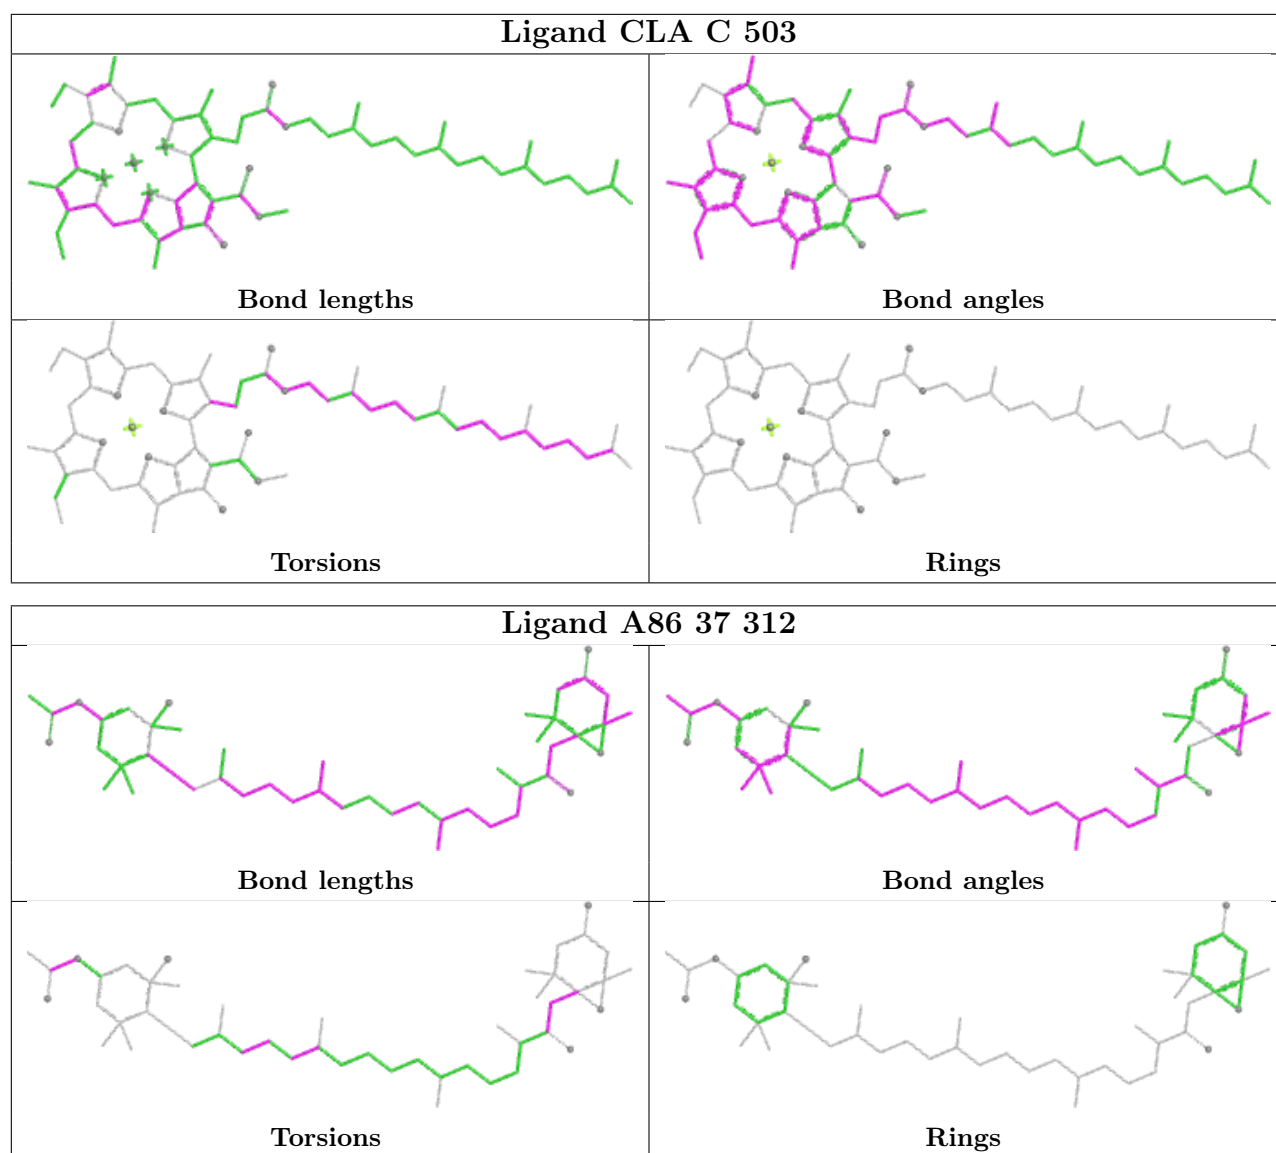 Ligand CLA C 503
Bond lengths
Bond angles
Torsions
Rings
Ligand A86 37 312
Bond lengths
Bond angles
Torsions
Rings